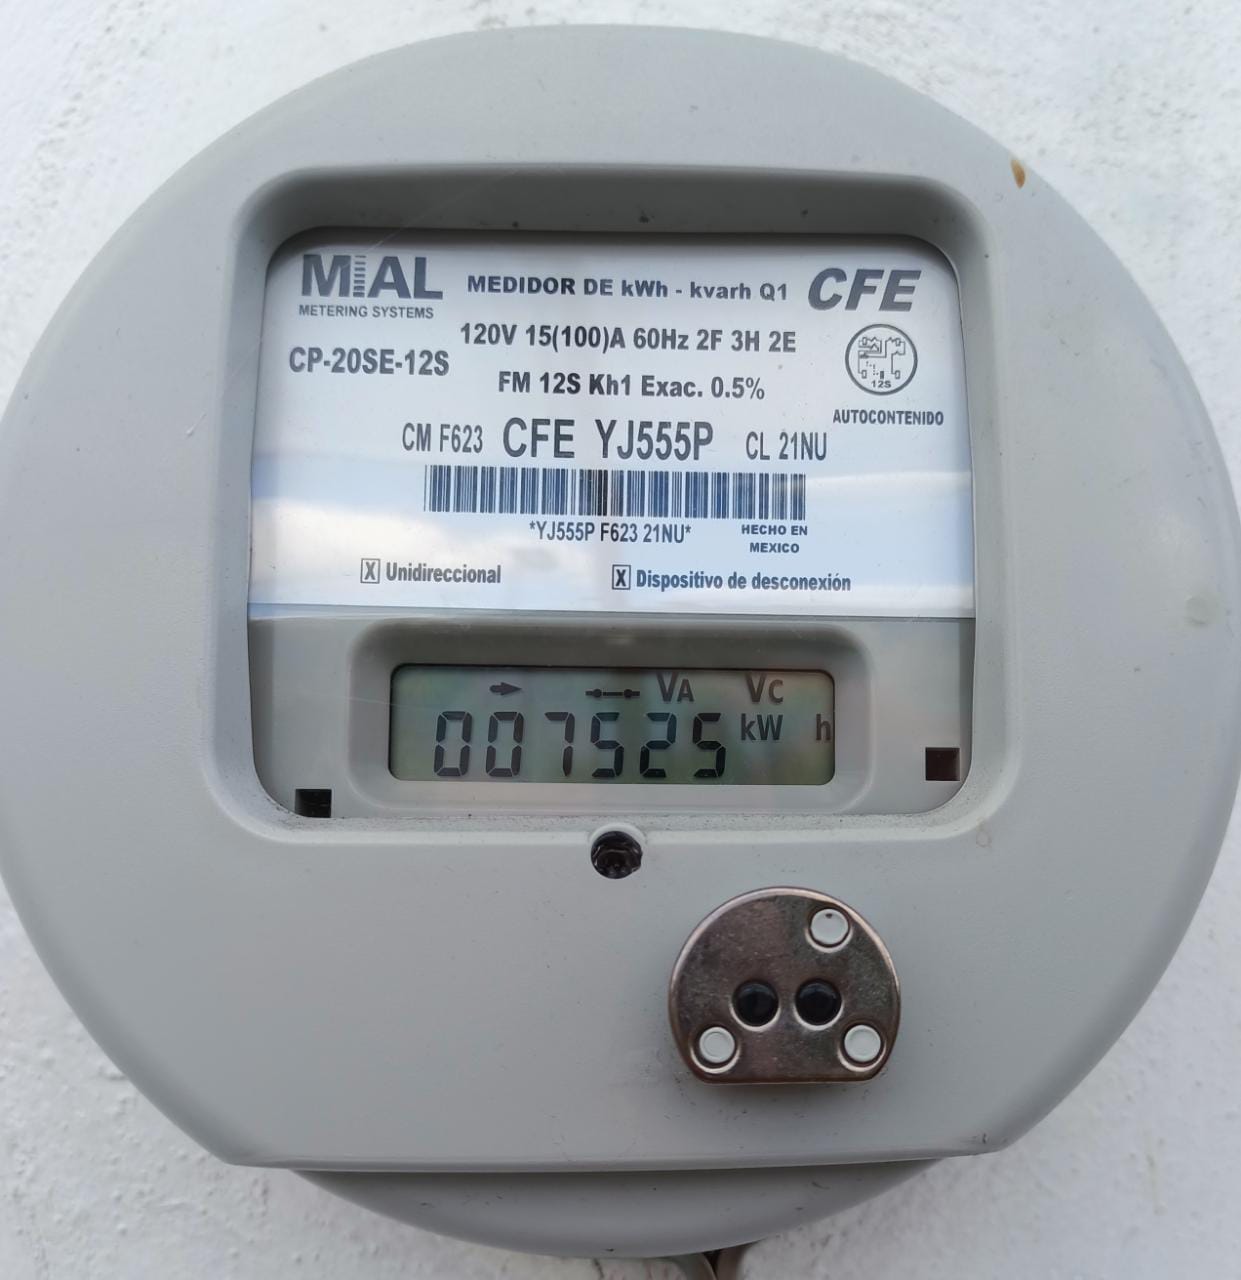 MIAL
METERING SYSTEMS
MEDIDOR DE kWh - kvarh Q1
CFE
120V 15(100)A 60Hz 2F 3H 2E
CP-20SE-12S
FM 12S Kh1 Exac. 0.5%
12S
AUTOCONTENIDO
CM F623 CFE YJ555P CL 21NU
*YJ555P F623 21NU*
HECHO EN
MEXICO
X Unidireccional
X Dispositivo de desconexión
VA VC
007525 kW h